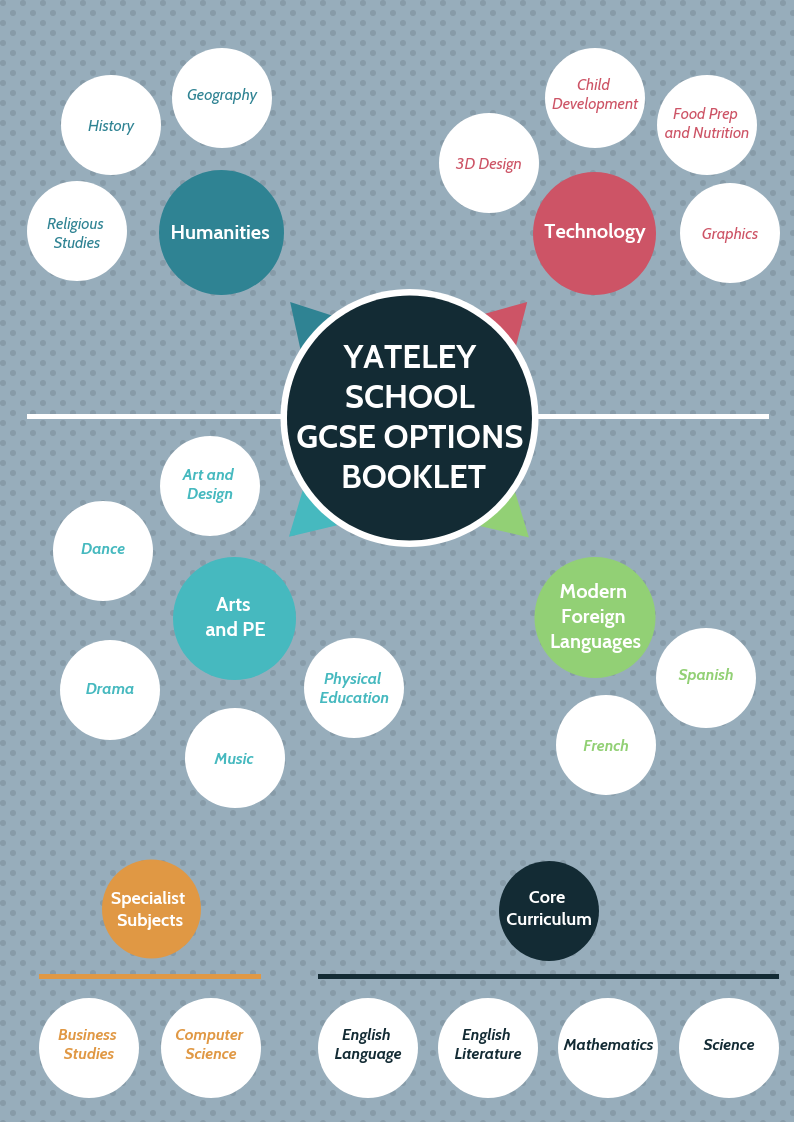 Geography
History
Religious
Studies
Humanities
Child
Development
Food Prep
and Nutrition
3D Design
Technology
Graphics
YATELEY
SCHOOL
GCSE OPTIONS
BOOKLET
Art and
Design
Dance
Arts
and PE
Drama
Physical
Education
Music
Modern
Foreign
Languages
Spanish
French
Specialist
Subjects
Business
Studies
Computer
Science
Core
Curriculum
English
Language
English
Literature
Mathematics
Science